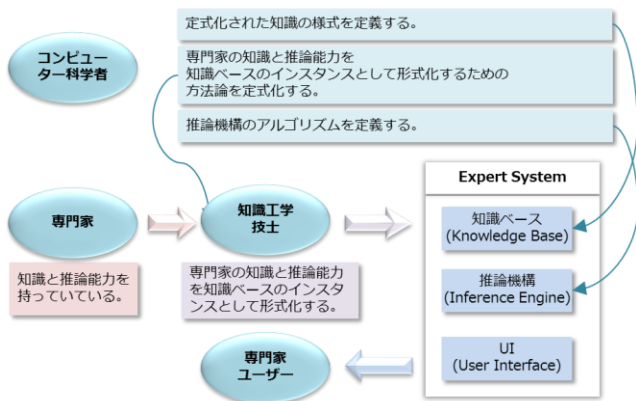 定式化された知識の様式を定義する。
コンピュ
ーター科学者
専門家の知識と推論能力を
知識ベースのインスタンスとして形式化するための
方法論を定式化する。
推論機構のアルゴリズムを定義する。
Expert System
専門家
知識工学
技士
知識ベース
(Knowledge Base)
知識と推論能力を
持っていている。
専門家の知識と推論能力
を知識ベースのインスタ
ンスとして形式化する。
推論機構
(Inference Engine)
専門家
ユーザー
UI
(User Interface)